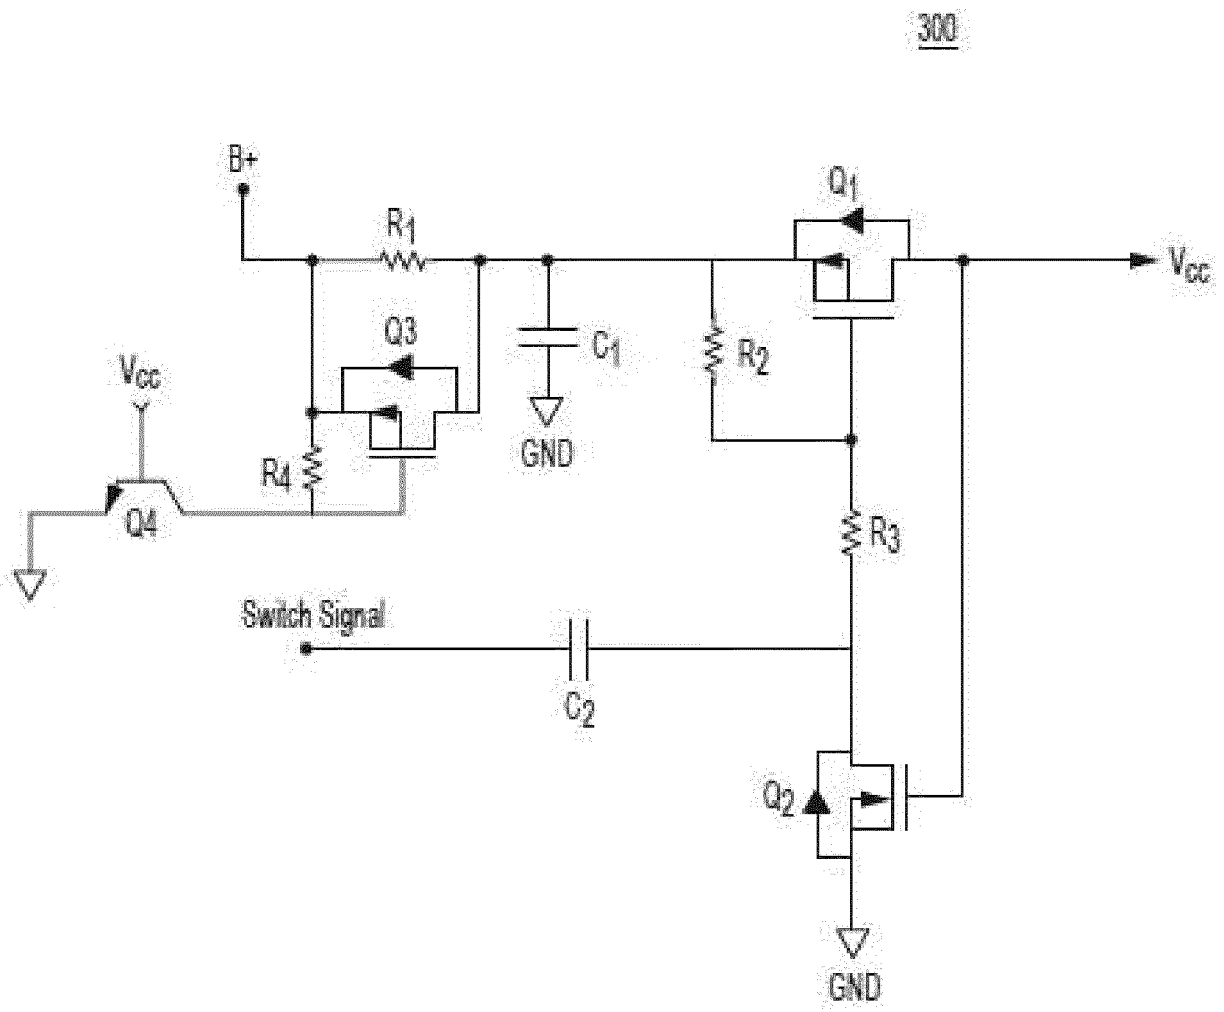 300
B+
Q1
R1
Vcc
Q3
C1
R2
Vcc
GND
R4
Q4
R3
Switch Signal
C2
Q2
GND